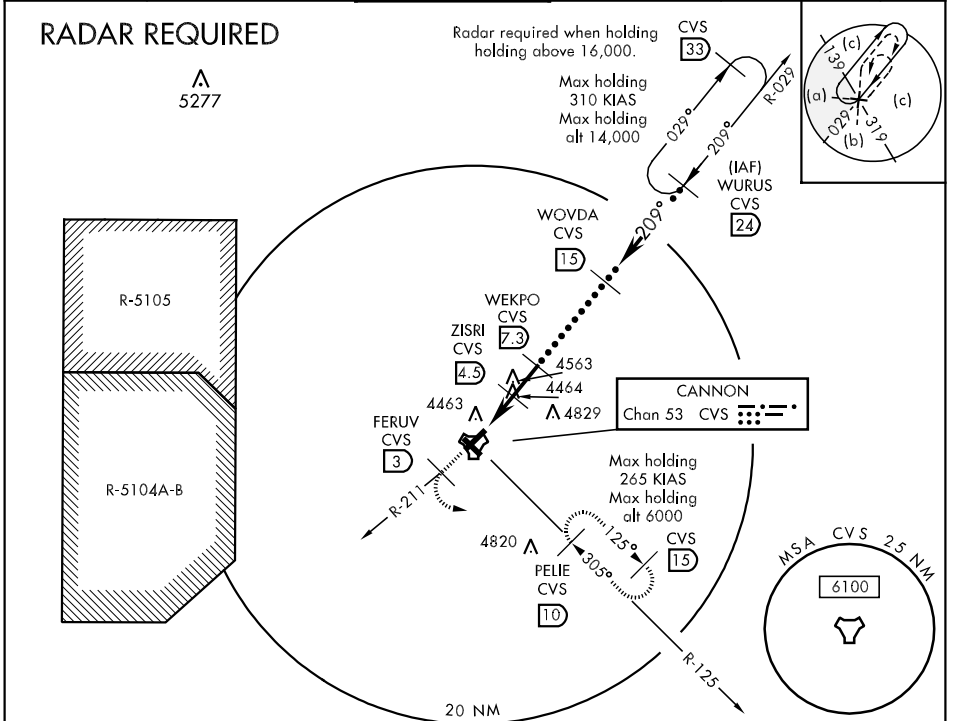 RADAR REQUIRED
5277
Radar required when holding
holding above 16,000.
Max holding
310 KIAS
Max holding
alt 14,000
CVS
33
R-029
029°
209°
(IAF)
WURUS
CVS
24
209°
WOVDA
CVS
15
WEKPO
CVS
7.3
ZISRI
CVS
4.5
4563
4464
4463
4829
FERUV
CVS
3
R-211
CANNON
Chan 53 CVS
R-5105
R-5104A-B
Max holding
265 KIAS
Max holding
alt 6000
125°
305°
CVS
15
4820
PELIE
CVS
10
R-125
20 NM
139
(c)
(a)
(c)
029
(b)
319
MSA CVS 25 NM
6100